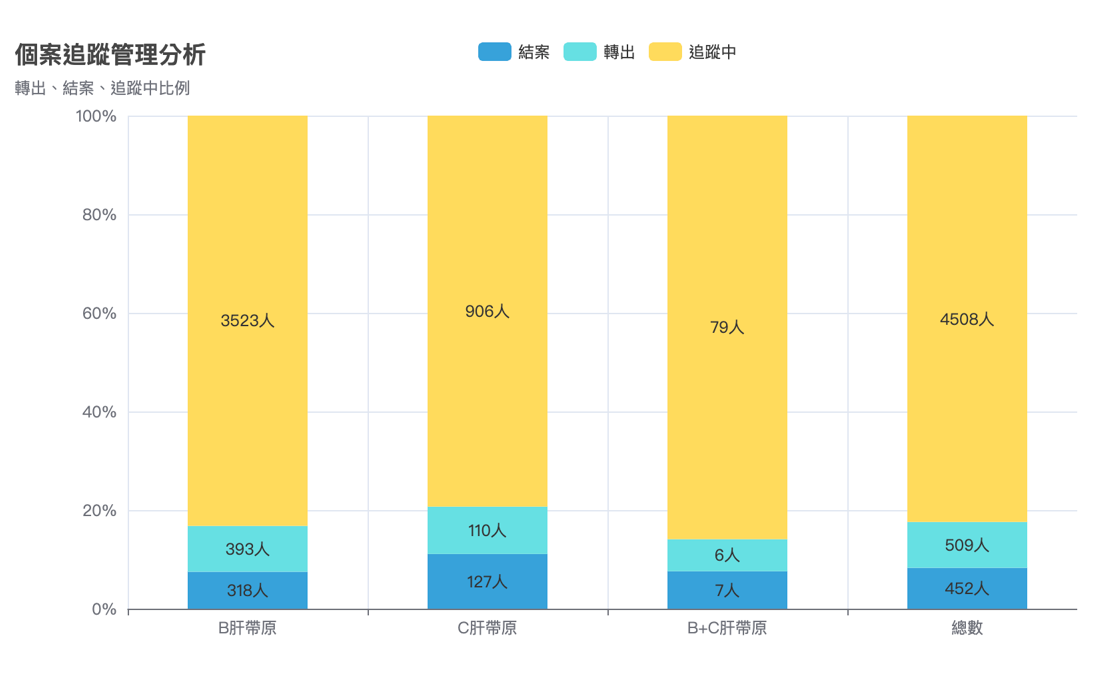 個案追蹤管理分析
轉出、結案、追蹤中比例
結案 轉出 追蹤中
100%
80%
60%
40%
20%
0%
3523人
906人
79人
4508人
393人
110人
6人
509人
318人
127人
7人
452人
B肝帶原
C肝帶原
B+C肝帶原
總數